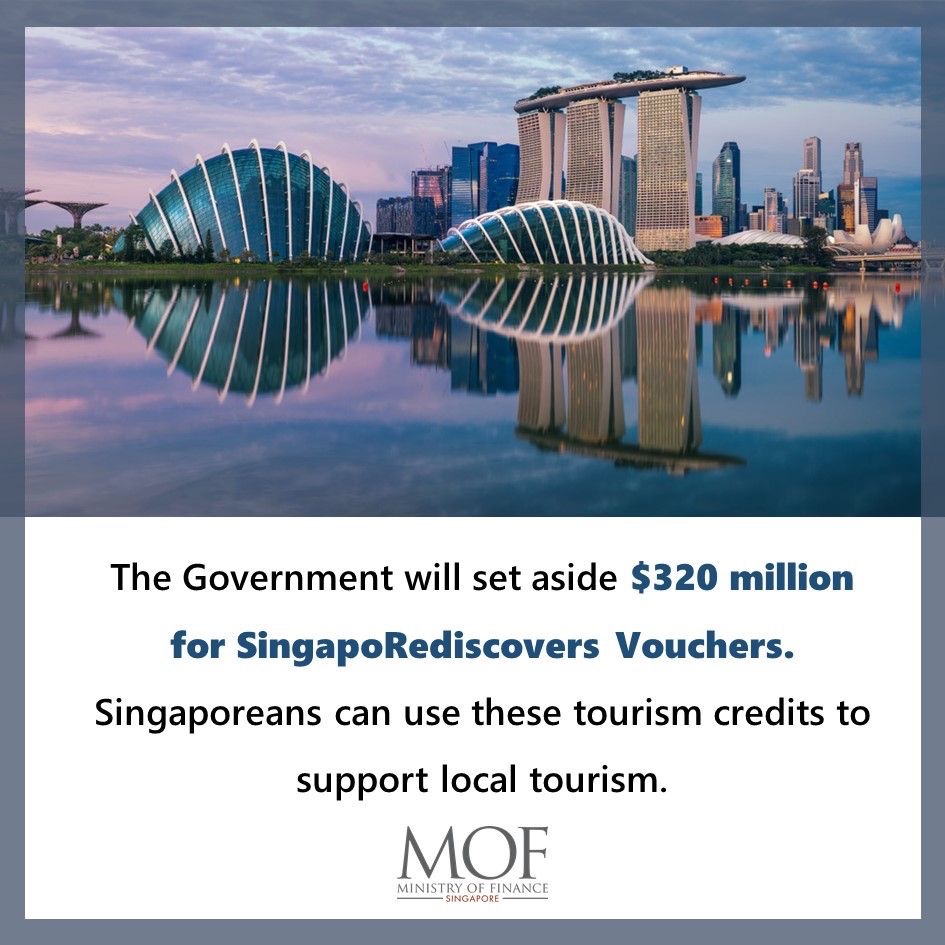 The Government will set aside $320 million
for SingapoRediscovers Vouchers.
Singaporeans can use these tourism credits to
support local tourism.
MOF
MINISTRY OF FINANCE
SINGAPORE